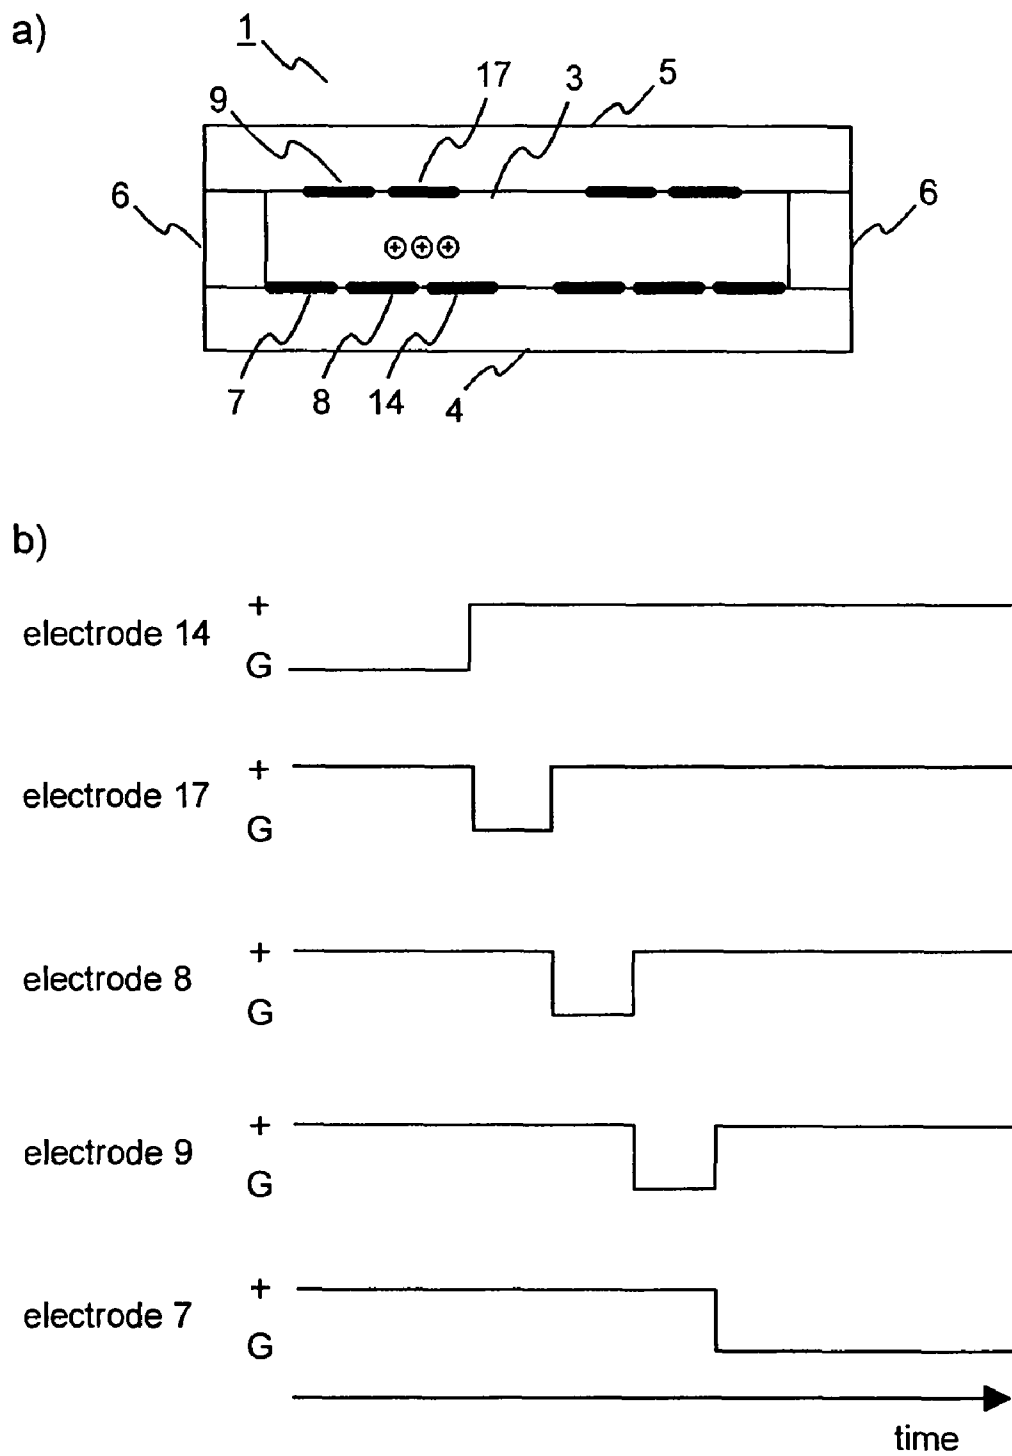 a)
1
17 3 5
9
6 6
7 8 14 4
b)
+
electrode 14
G
+
electrode 17
G
+
electrode 8
G
+
electrode 9
G
+
electrode 7
G
time